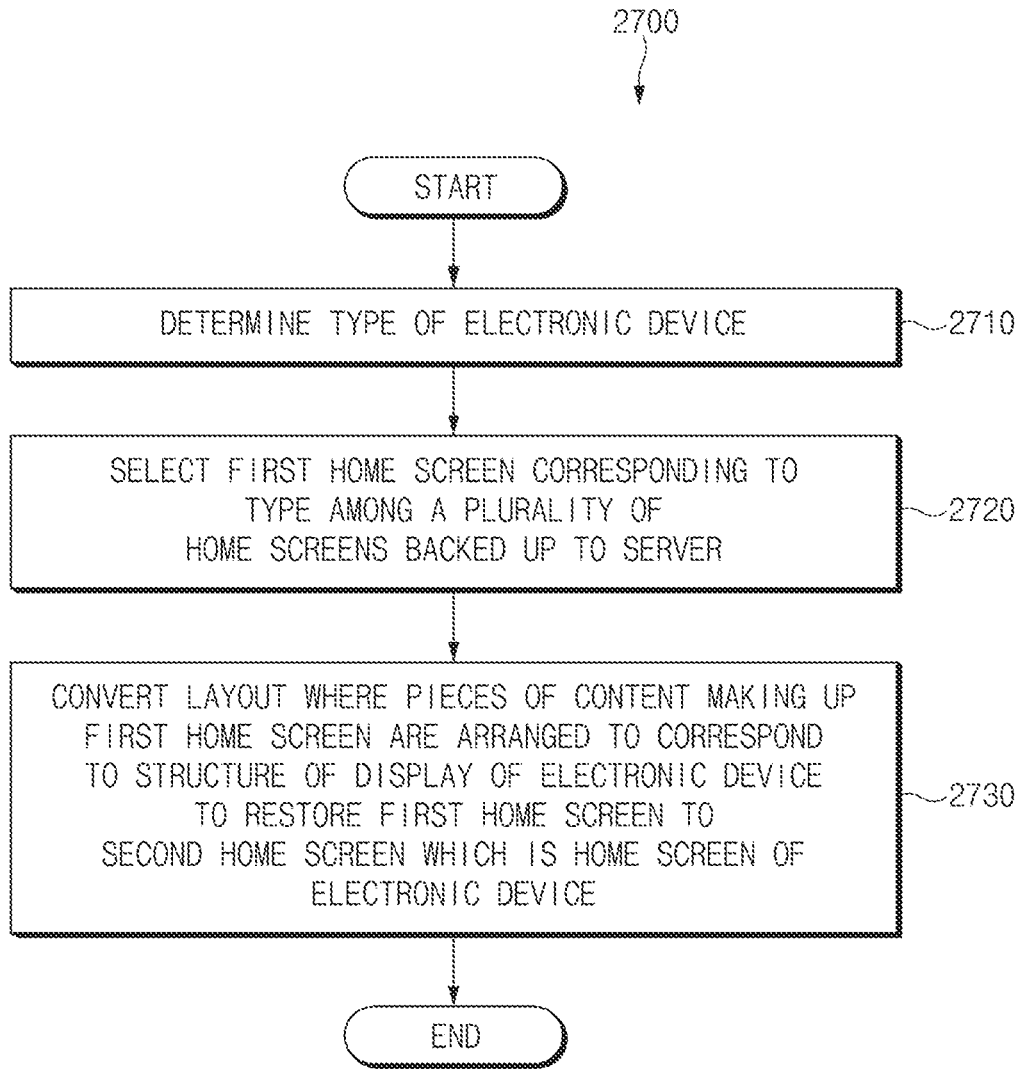 2700
START
DETERMINE TYPE OF ELECTRONIC DEVICE
2710
SELECT FIRST HOME SCREEN CORRESPONDING TO
TYPE AMONG A PLURALITY OF
HOME SCREENS BACKED UP TO SERVER
2720
CONVERT LAYOUT WHERE PIECES OF CONTENT MAKING UP
FIRST HOME SCREEN ARE ARRANGED TO CORRESPOND
TO STRUCTURE OF DISPLAY OF ELECTRONIC DEVICE
TO RESTORE FIRST HOME SCREEN TO
SECOND HOME SCREEN WHICH IS HOME SCREEN OF
ELECTRONIC DEVICE
2730
END